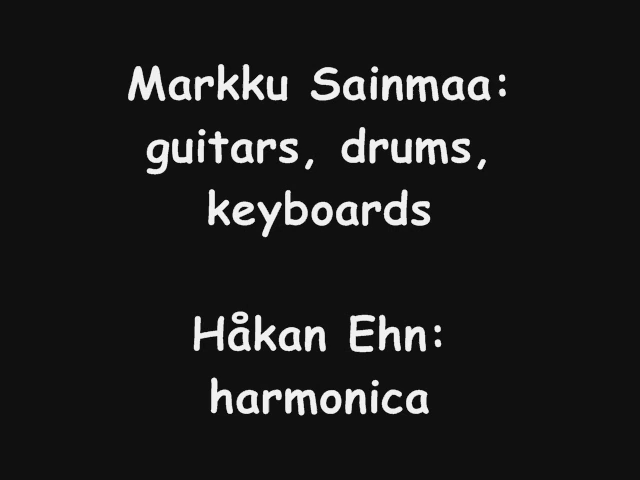 Markku Sainmaa:
guitars, drums,
keyboards
Håkan Ehn:
harmonica